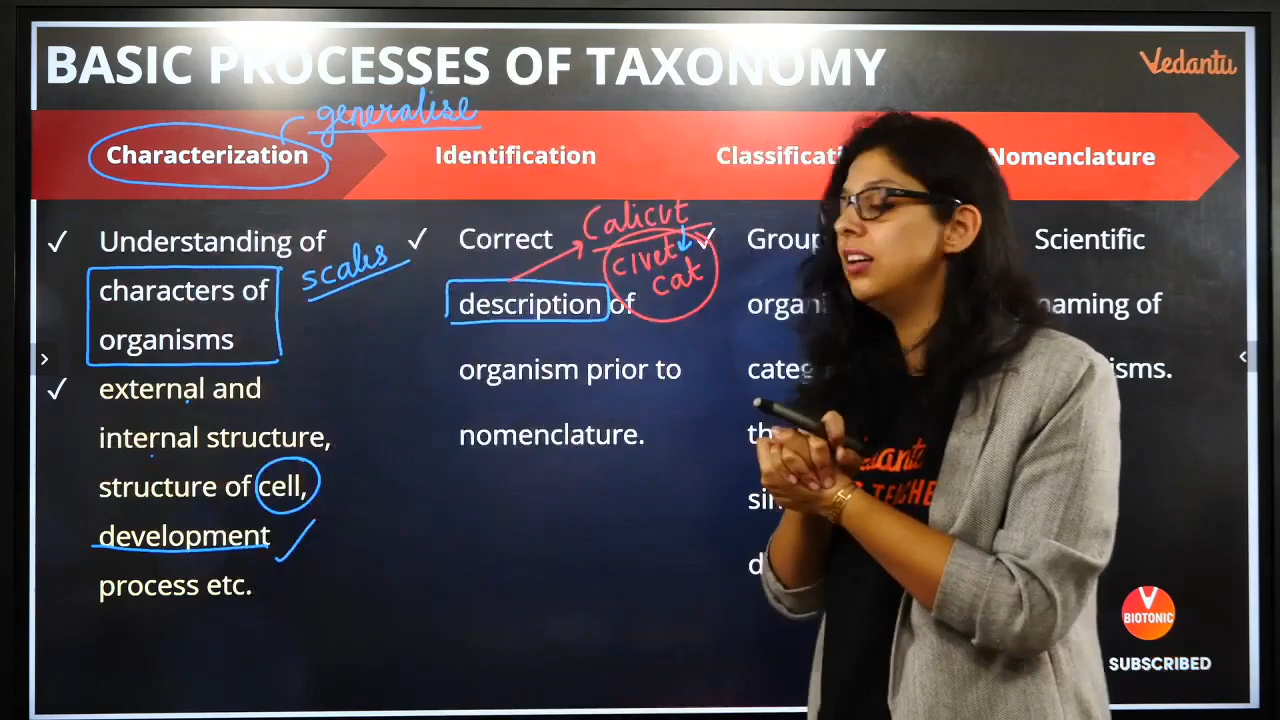 BASIC PROCESSES OF TAXONOMY
Vedantu
generalise
Characterization
Identification
Nomenclature
Understanding of
characters of
organisms
scales
external and
internal structure,
structure of cell,
development
process etc.
Correct
description of
organism prior to
nomenclature.
Calicut
civet
cat
Scientific
naming of
BIOTONIC
SUBSCRIBED